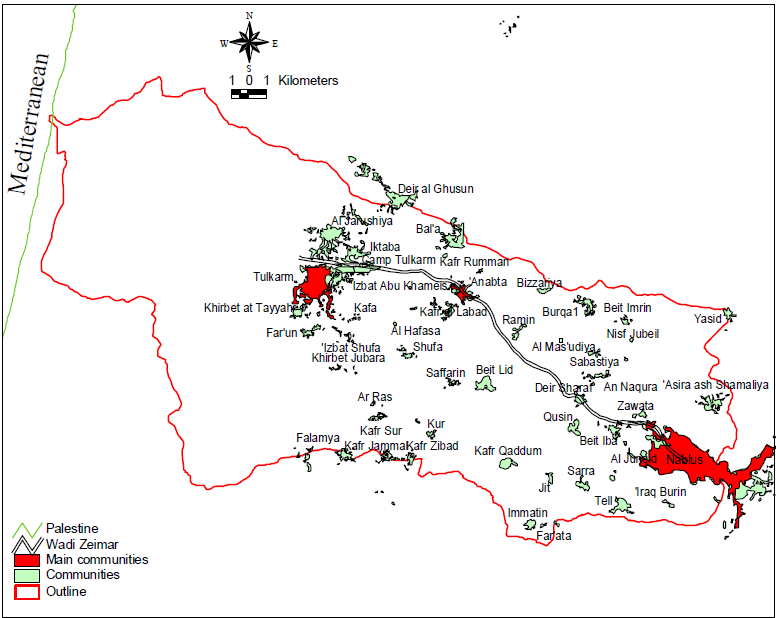 N
W E
S
1 0 1 Kilometers
Mediterranean
Deir al Ghusun
Al Jarushiya
Bal'a
Iktaba
Camp Tulkarm
Kafr Rumman
Tulkarm
'Izbat Abu Khameis
'Anabta
Bizzariya
Khirbet at Tayyah
Kafa
Kafr
Labad
Ramin
Burqa1
Beit Imrin
Yasid
Far'un
Al Hafasa
Nisf Jubeil
'Izbat Shufa
Shufa
Al Mas'udiya
Khirbet Jubara
Sabastiya
Saffarin
Beit Lid
Deir Sharaf
An Naqura
'Asira ash Shamaliya
Ar Ras
Zawata
Qusin
Kafr Sur
Kur
Falamya
Kafr Jammal
Kafr Zibad
Beit Iba
Kafr Qaddum
Al Juneid
Nablus
Sarra
Jit
'Iraq Burin
Tell
Immatin
Farata
Palestine
Wadi Zeimar
Main communities
Communities
Outline